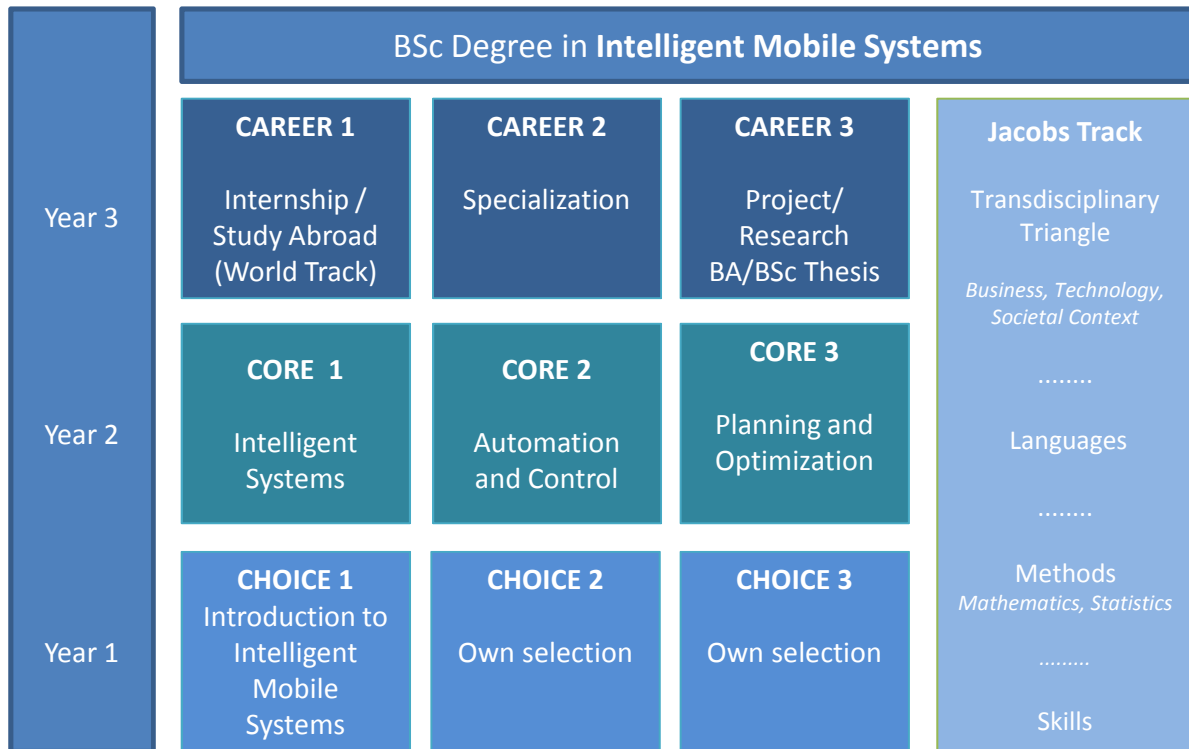 BSc Degree in Intelligent Mobile Systems
Year 3
CAREER 1
Internship /
Study Abroad
(World Track)
CAREER 2
Specialization
CAREER 3
Project/
Research
BA/BSc Thesis
Year 2
CORE 1
Intelligent
Systems
CORE 2
Automation
and Control
CORE 3
Planning and
Optimization
Year 1
CHOICE 1
Introduction to
Intelligent
Mobile
Systems
CHOICE 2
Own selection
CHOICE 3
Own selection
Jacobs Track
Transdisciplinary
Triangle
Business, Technology,
Societal Context
........
Languages
........
Methods
Mathematics, Statistics
.........
Skills